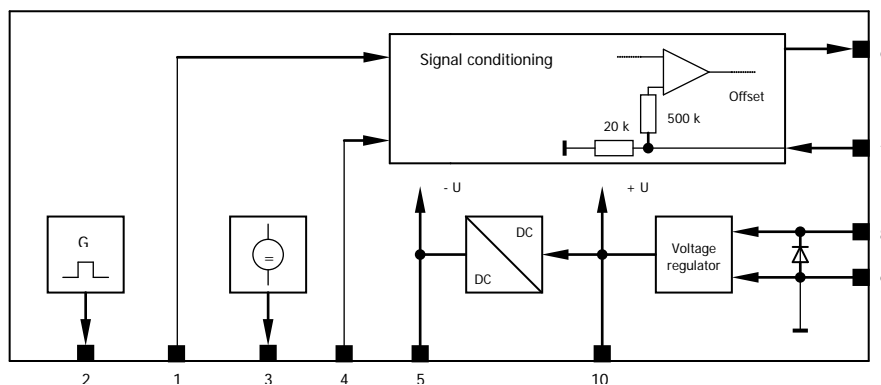 Signal conditioning
Offset
20 k
500 k
- U
+ U
G
=
DC
DC
Voltage
regulator
2
1
3
4
5
10